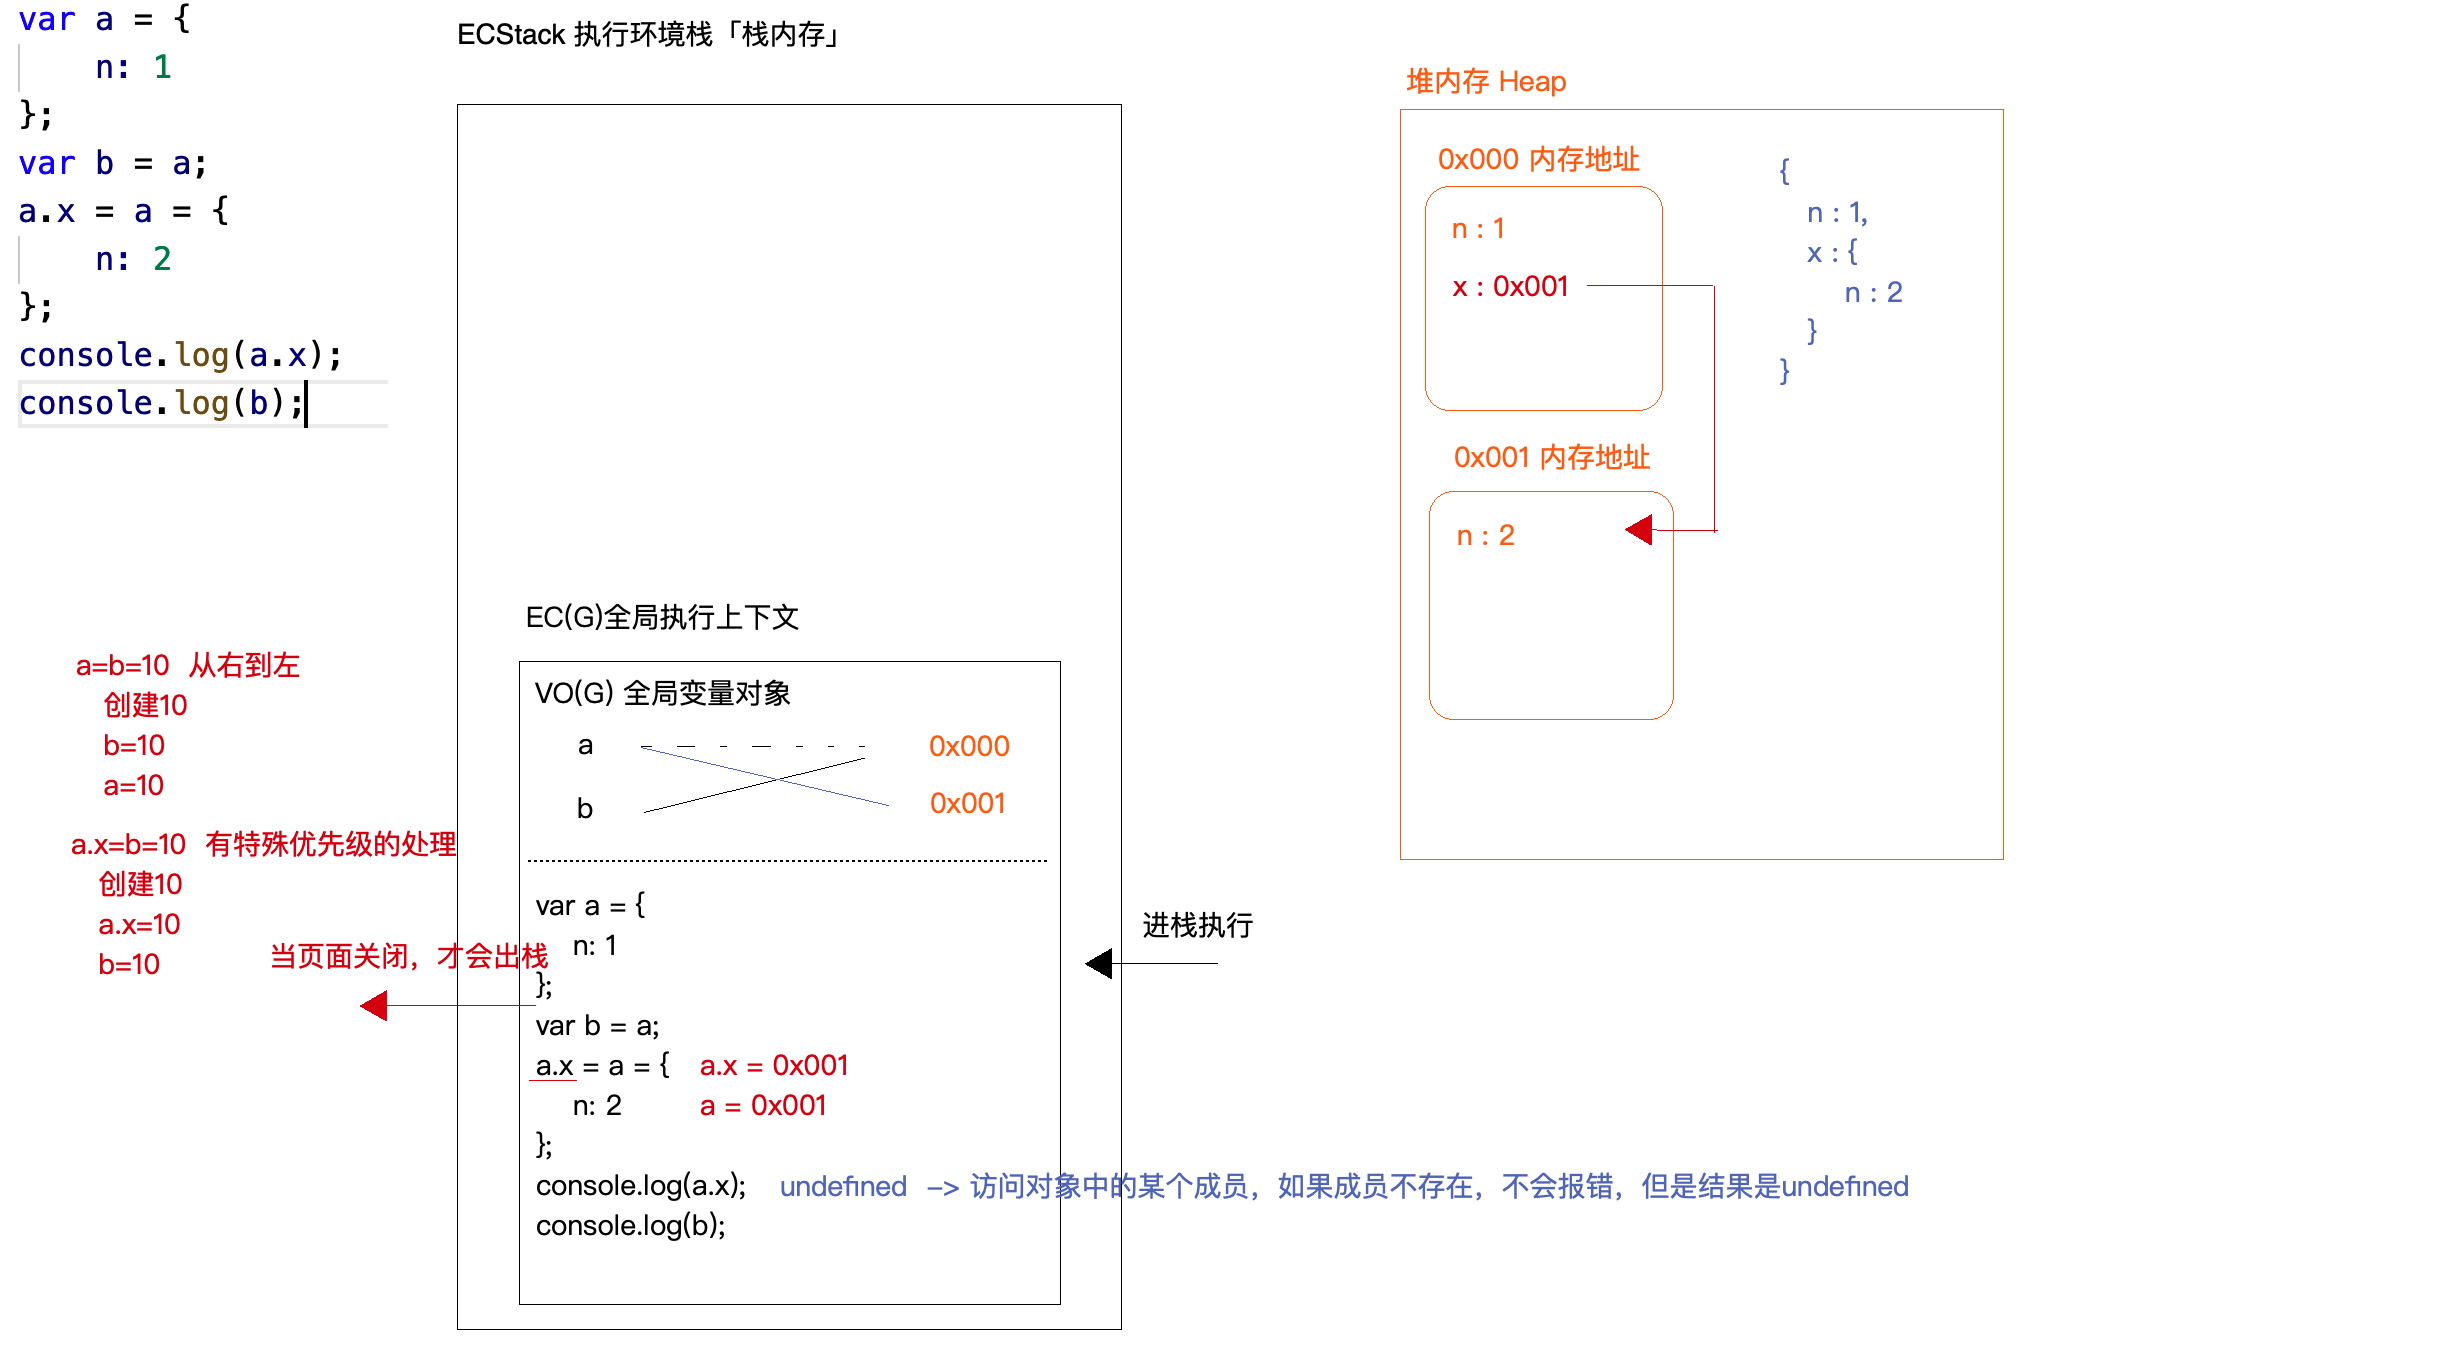 var a = {
    n: 1
};
var b = a;
a.x = a = {
    n: 2
};
console.log(a.x);
console.log(b);
ECStack 执行环境栈「栈内存」
堆内存 Heap
0x000 内存地址
n : 1
x : 0x001
{
n : 1,
x : {
n : 2
}
}
0x001 内存地址
n : 2
EC(G)全局执行上下文
VO(G) 全局变量对象
a
0x000
b
0x001
a=b=10 从右到左
创建10
b=10
a=10
a.x=b=10 有特殊优先级的处理
创建10
a.x=10
b=10
当页面关闭，才会出栈
进栈执行
var a = {
n: 1
};
var b = a;
a.x = a = { a.x = 0x001
n: 2 a = 0x001
};
console.log(a.x); undefined –> 访问对象中的某个成员，如果成员不存在，不会报错，但是结果是undefined
console.log(b);